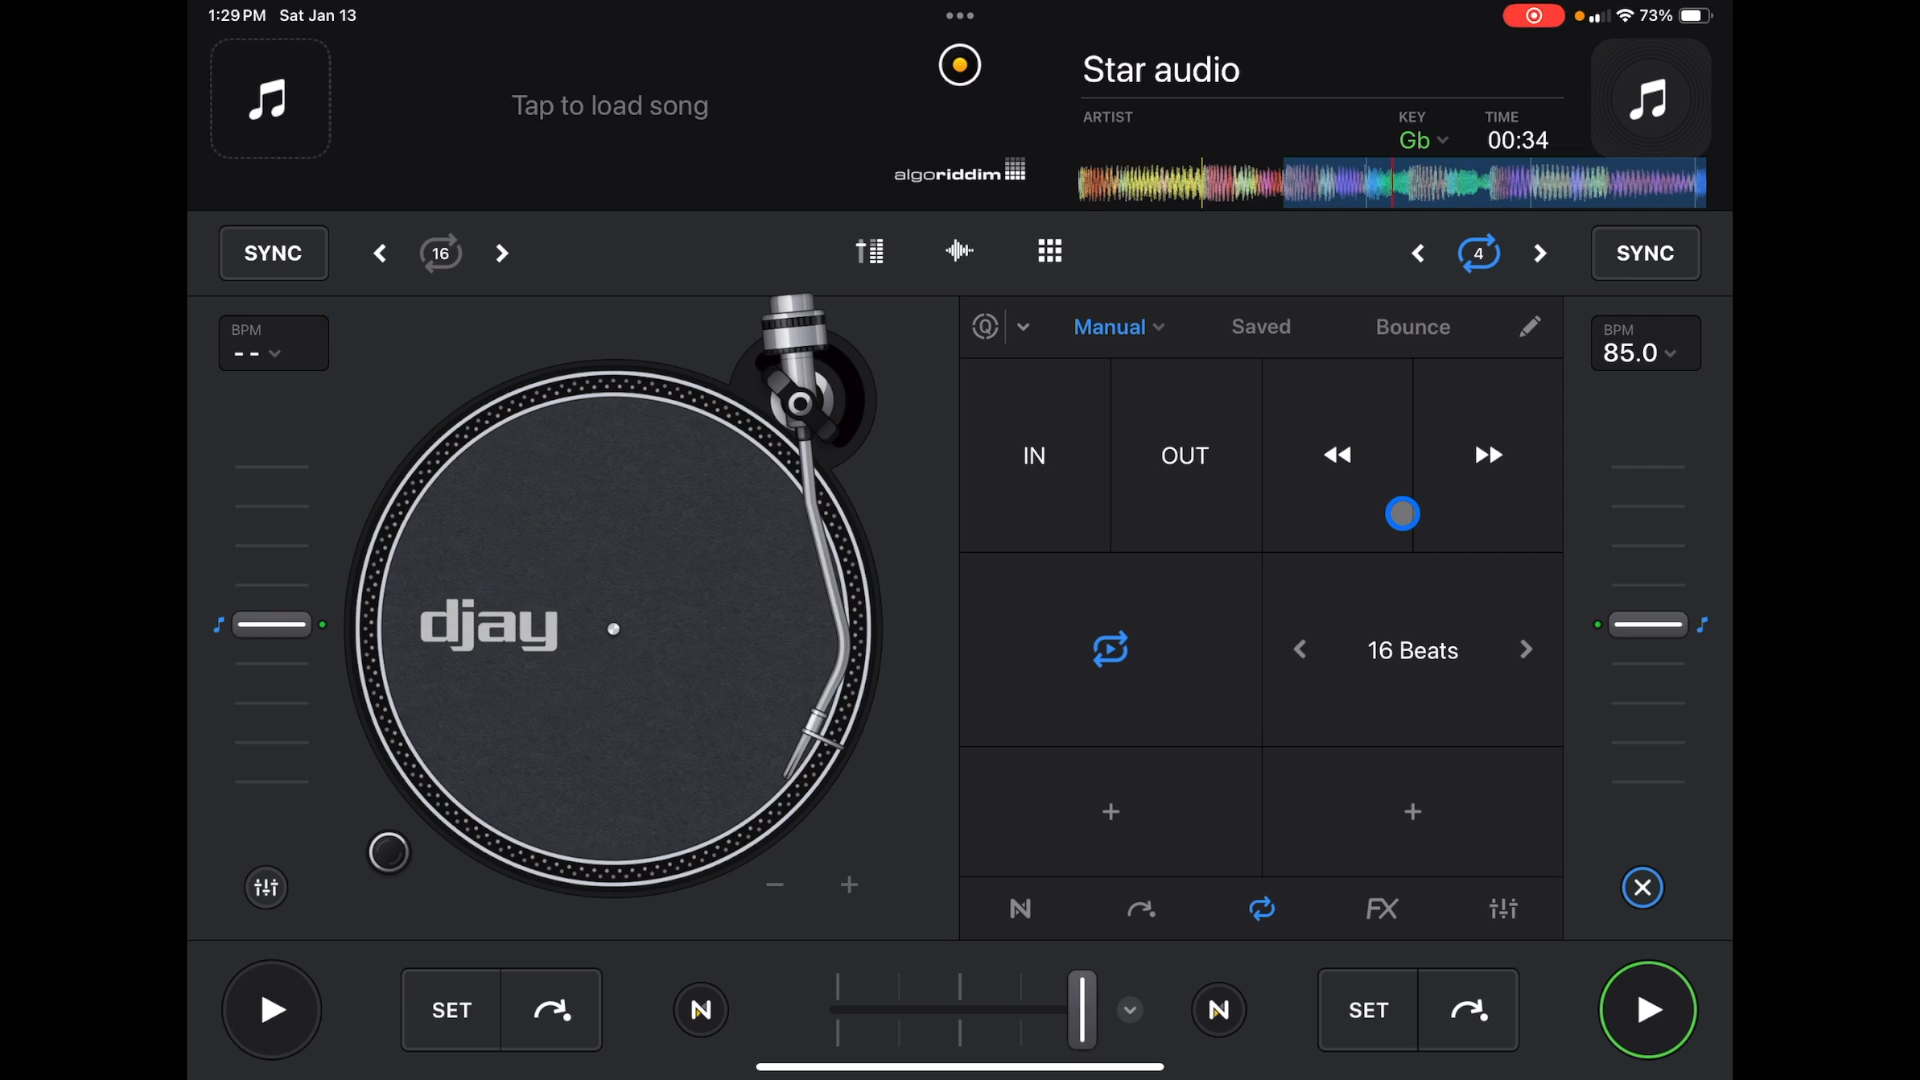 1:29 PM Sat Jan 13
73%
Tap to load song
Star audio
ARTIST
KEY
TIME
Gb
00:34
algoriddim
SYNC
16
4
SYNC
BPM
--
Manual
Saved
Bounce
BPM
85.0
IN
OUT
djay
16 Beats
FX
SET
SET